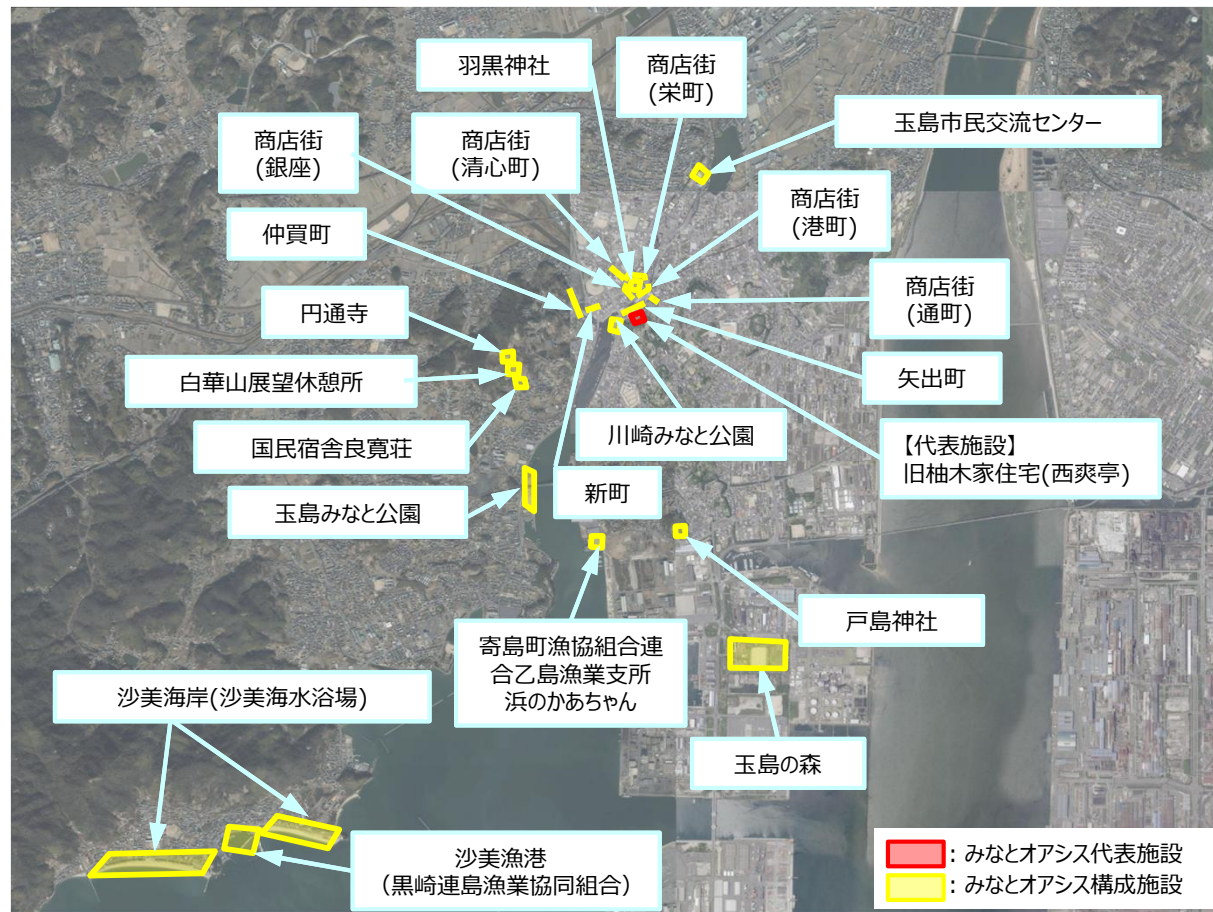 羽黒神社
商店街
(栄町)
玉島市民交流センター
商店街
(銀座)
商店街
(清心町)
商店街
(港町)
仲買町
商店街
(通町)
円通寺
矢出町
白華山展望休憩所
川崎みなと公園
【代表施設】
旧柚木家住宅(西爽亭)
国民宿舎良寛荘
新町
玉島みなと公園
戸島神社
寄島町漁協組合連
合乙島漁業支所
浜のかあちゃん
沙美海岸(沙美海水浴場)
玉島の森
沙美漁港
(黒崎連島漁業協同組合)
: みなとオアシス代表施設
: みなとオアシス構成施設